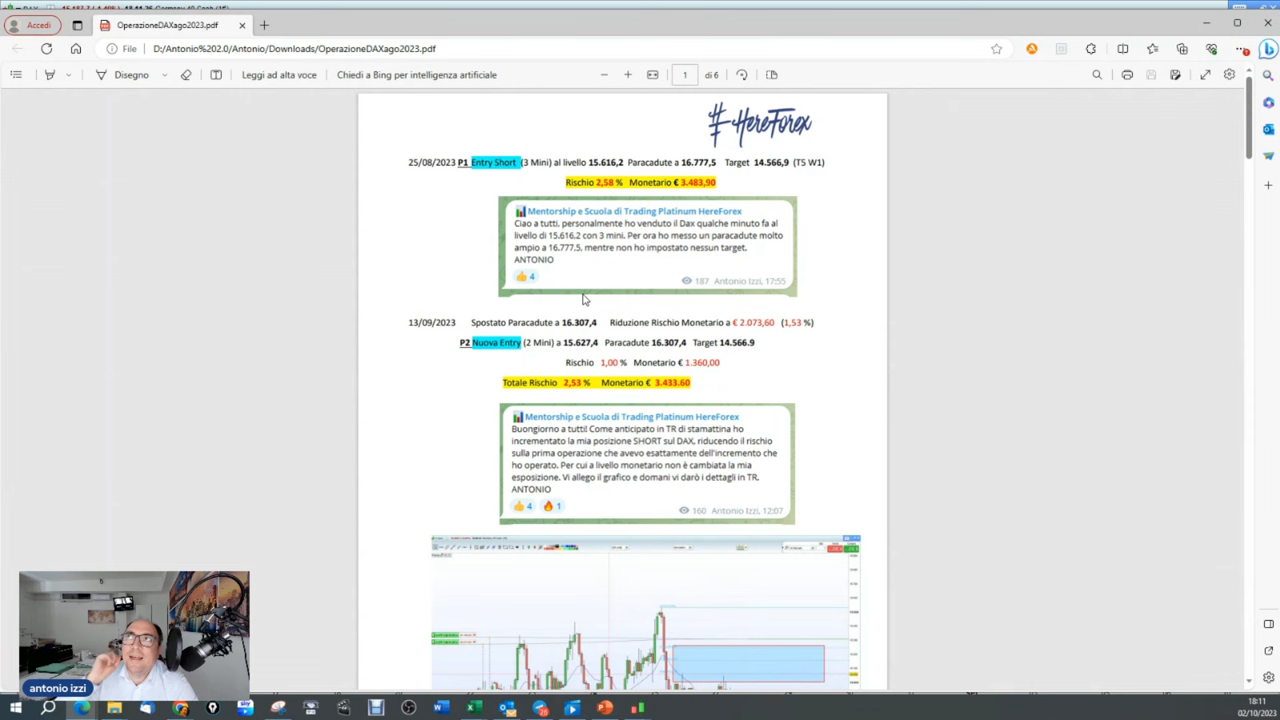 Accedi
OperazioneDAXago2023.pdf
File D:/Antonio%202.0/Antonio/Downloads/OperazioneDAXago2023.pdf
Disegno Leggi ad alta voce Chiedi a Bing per intelligenza artificiale 1 di 6
#HereForex
25/08/2023 P1 Entry Short (3 Mini) al livello 15.616,2 Paracadute a 16.777,5 Target 14.566,9 (T5 W1)
Rischio 2,58 % Monetario € 3.483,90
Mentorship e Scuola di Trading Platinum HereForex
Ciao a tutti, personalmente ho venduto il Dax qualche minuto fa al
livello di 15.616,2 con 3 mini. Per ora ho messo un paracadute molto
ampio a 16.777,5, mentre non ho impostato nessun target.
ANTONIO
4
187 Antonio Izzi, 17:55
13/09/2023 Spostato Paracadute a 16.307,4 Riduzione Rischio Monetario a € 2.073,60 (1,53 %)
P2 Nuova Entry (2 Mini) a 15.627,4 Paracadute 16.307,4 Target 14.566.9
Rischio 1,00 % Monetario € 1.360,00
Totale Rischio 2,53 % Monetario € 3.433.60
Mentorship e Scuola di Trading Platinum HereForex
Buongiorno a tutti! Come anticipato in TR di stamattina ho
incrementato la mia posizione SHORT sul DAX, riducendo il rischio
sulla prima operazione che avevo esattamente dell'incremento che
ho operato. Per cui a livello monetario non è cambiata la mia
esposizione. Vi allego il grafico e domani vi darò i dettagli in TR.
ANTONIO
4 1
160 Antonio Izzi, 12:07
antonio izzi
18:11
02/10/2023